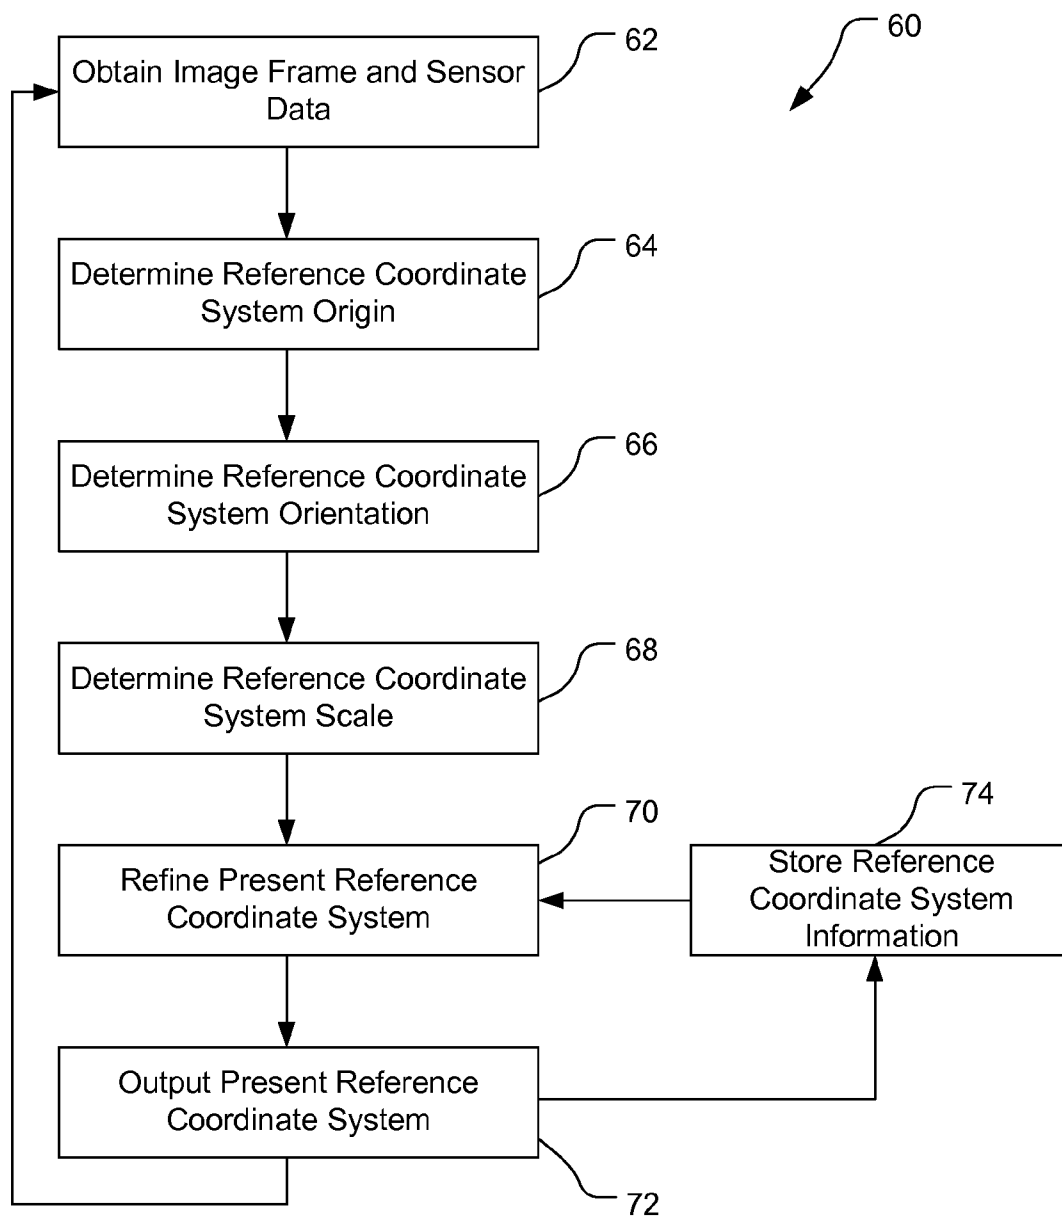 60
62
Obtain Image Frame and Sensor
Data
64
Determine Reference Coordinate
System Origin
66
Determine Reference Coordinate
System Orientation
68
Determine Reference Coordinate
System Scale
70
Refine Present Reference
Coordinate System
74
Store Reference
Coordinate System
Information
Output Present Reference
Coordinate System
72